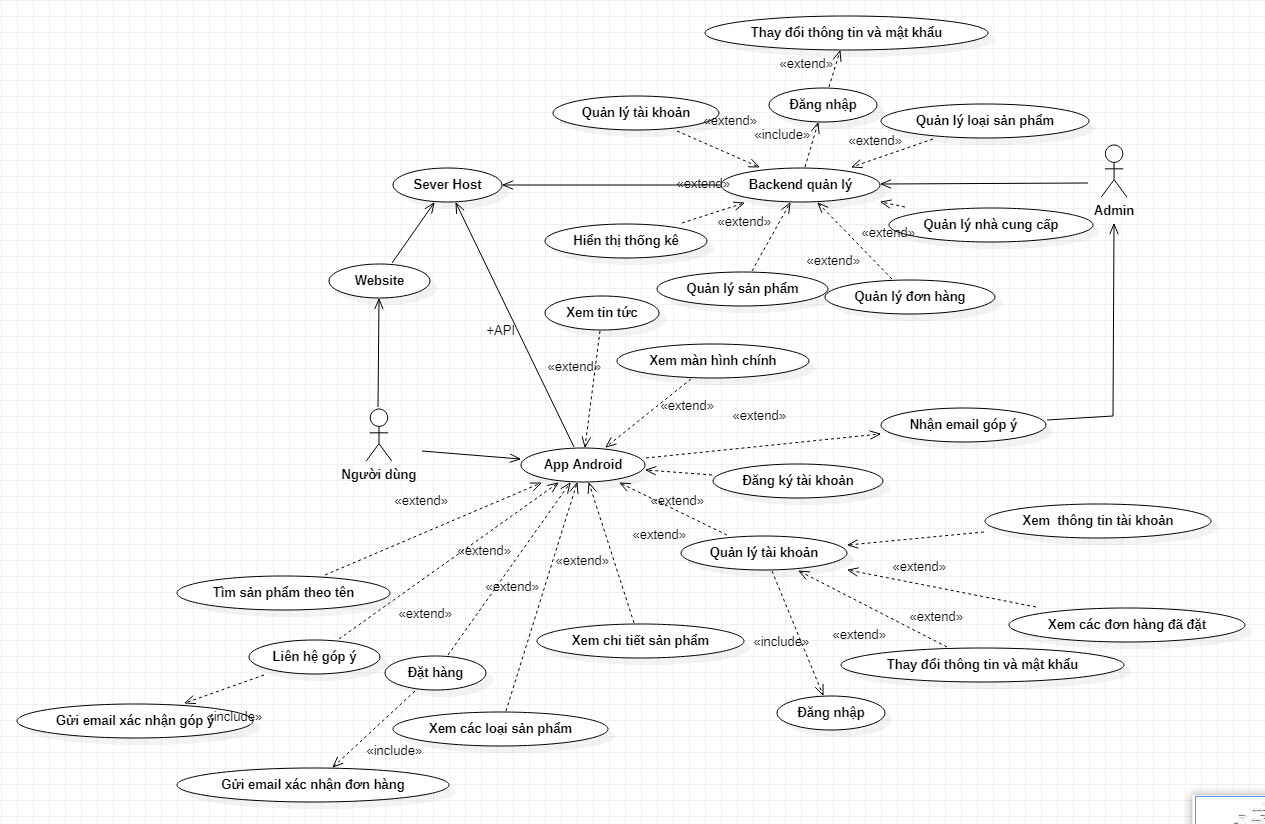 Thay đổi thông tin và mật khẩu
«extend»
Đăng nhập
Quản lý tài khoản
«extend»
Quản lý loại sản phẩm
«include»
«extend»
Sever Host
«extend»
Backend quản lý
Admin
«extend»
Quản lý nhà cung cấp
Hiển thị thống kê
«extend»
«extend»
Website
Quản lý sản phẩm
Quản lý đơn hàng
Xem tin tức
+API
Xem màn hình chính
«extend»
«extend»
«extend»
Nhận email góp ý
App Android
Người dùng
Đăng ký tài khoản
«extend»
«extend»
Xem  thông tin tài khoản
«extend»
Quản lý tài khoản
«extend»
«extend»
«extend»
«extend»
Tìm sản phẩm theo tên
«extend»
«extend»
Xem các đơn hàng đã đặt
«extend»
Xem chi tiết sản phẩm
«include»
Liên hệ góp ý
Thay đổi thông tin và mật khẩu
Đặt hàng
Đăng nhập
Gửi email xác nhận góp ý
«include»
Xem các loại sản phẩm
«include»
Gửi email xác nhận đơn hàng